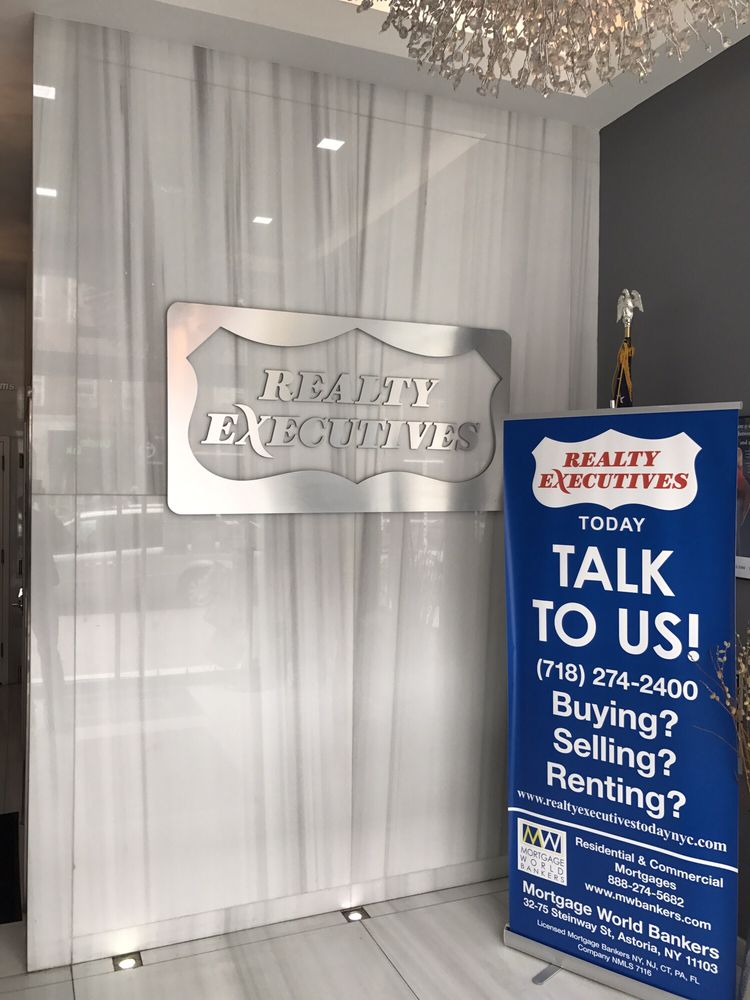 REALTY
EXECUTIVES
REALTY
EXECUTIVES
TODAY
TALK
TO US!
(718) 274-2400
Buying?
Selling?
Renting?
www.realtyexecutivestodaynyc.com
MW
MORTGAGE
WORLD
BANKERS
Residential & Commercial
Mortgages
888-274-5682
www.mwbankers.com
Mortgage World Bankers
32-75 Steinway St, Astoria, NY 11103
Licensed Mortgage Bankers NY, NJ, CT, PA, FL
Company NMLS 7116